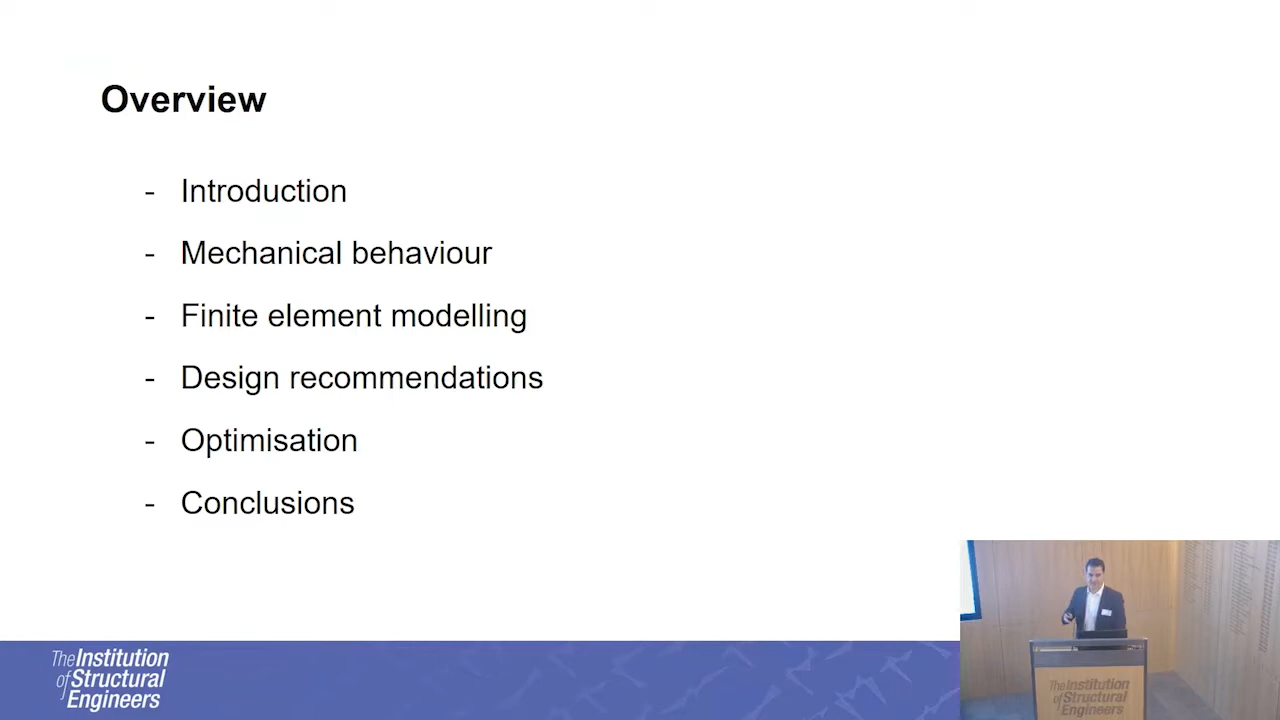 Overview
- Introduction
- Mechanical behaviour
- Finite element modelling
- Design recommendations
- Optimisation
- Conclusions
The Institution
of Structural
Engineers
The Institution
of Structural
Engineers